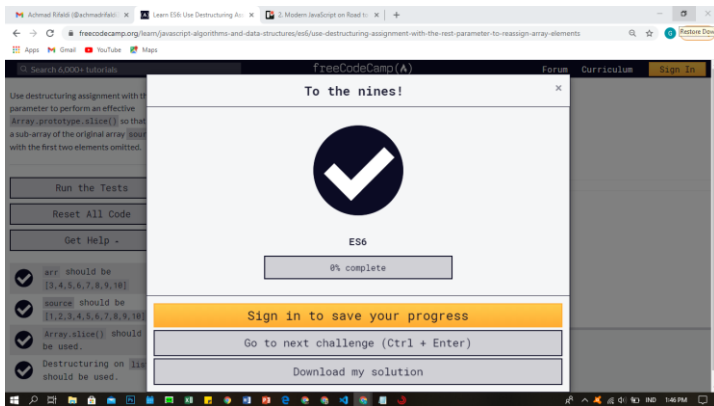 Achmad Rifaldi (@achmadrifaldi
Learn ES6: Use Destructuring Ass
2. Modern JavaScript on Road to
Restore Dow
freecodecamp.org/learn/javascript-algorithms-and-data-structures/es6/use-destructuring-assignment-with-the-rest-parameter-to-reassign-array-elements
Apps Gmail YouTube Maps
Search 6,000+ tutorials
freeCodeCamp(A)
Forum Curriculum Sign In
Use destructuring assignment with th
parameter to perform an effective
Array.prototype.slice() so that
a sub-array of the original array sour
with the first two elements omitted.
Run the Tests
Reset All Code
Get Help
arr should be
[3,4,5,6,7,8,9,10]
source should be
[1,2,3,4,5,6,7,8,9,10]
Array.slice() should
be used.
Destructuring on lis
should be used.
To the nines!
×
ES6
0% complete
Sign in to save your progress
Go to next challenge (Ctrl + Enter)
Download my solution
IND 1:46 PM